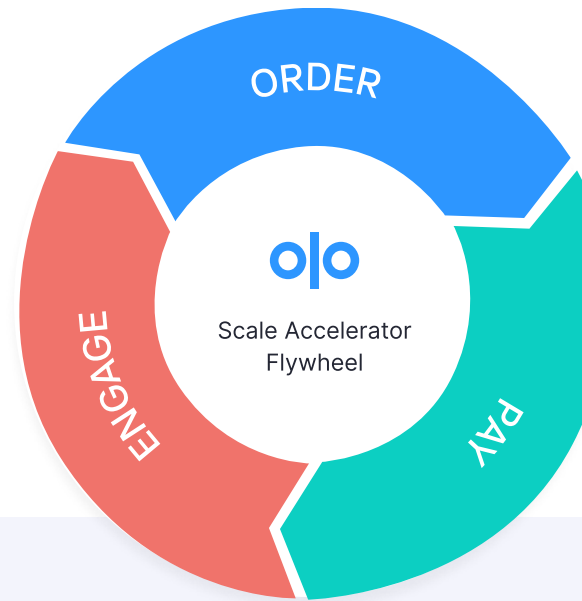 ORDER
olo
Scale Accelerator
Flywheel
ENGAGE
PAY